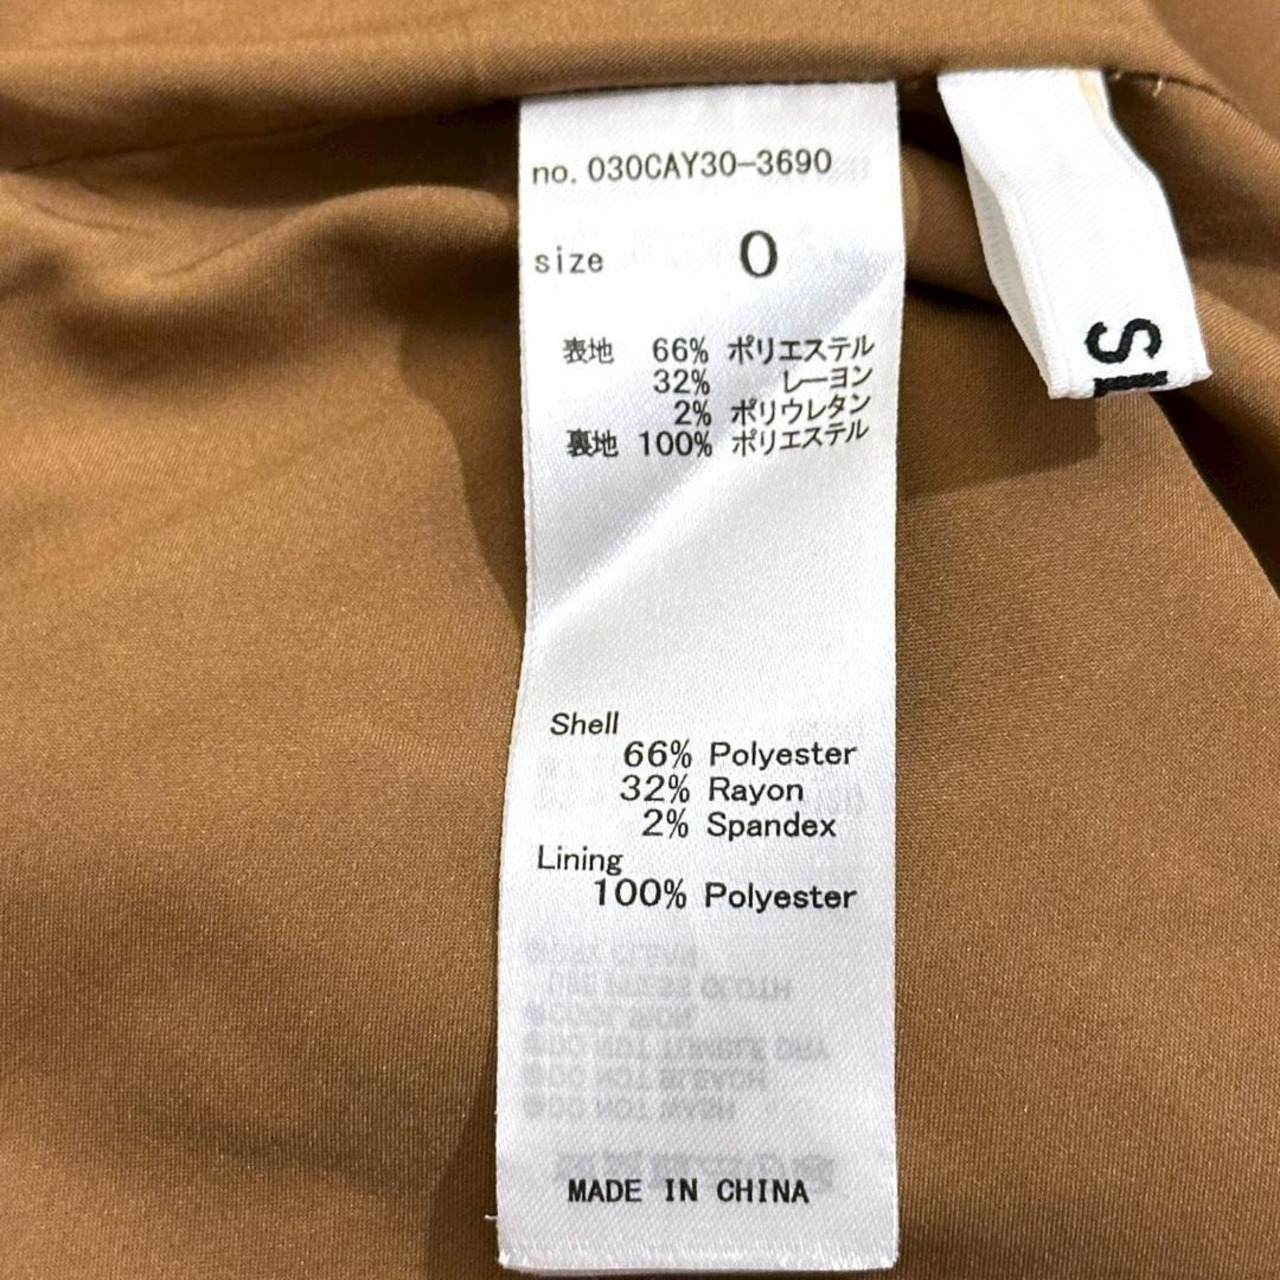 no. 030CAY30-3690
size 0
表地 66% ポリエステル
32% レーヨン
2% ポリウレタン
裏地 100% ポリエステル
Shell
66% Polyester
32% Rayon
2% Spandex
Lining
100% Polyester
MADE IN CHINA